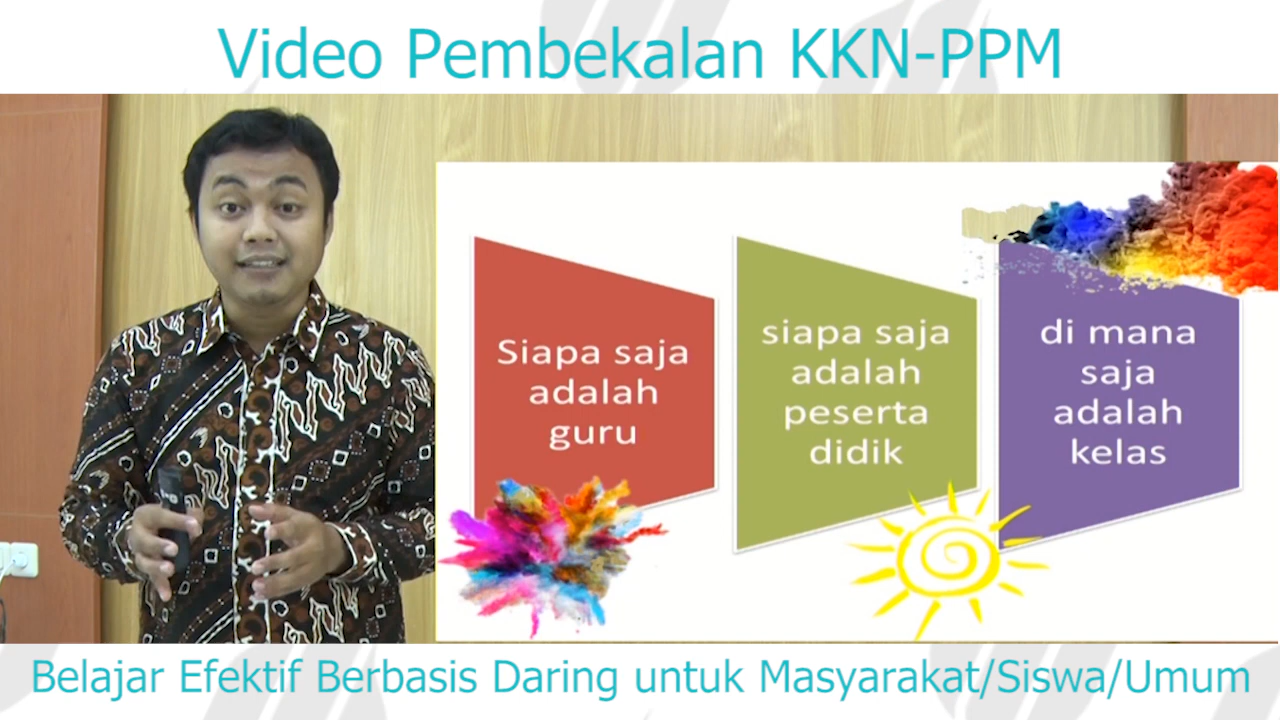 Video Pembekalan KKN-PPM
Siapa saja
adalah
guru
siapa saja
adalah
peserta
didik
di mana
saja
adalah
kelas
Belajar Efektif Berbasis Daring untuk Masyarakat/Siswa/Umum